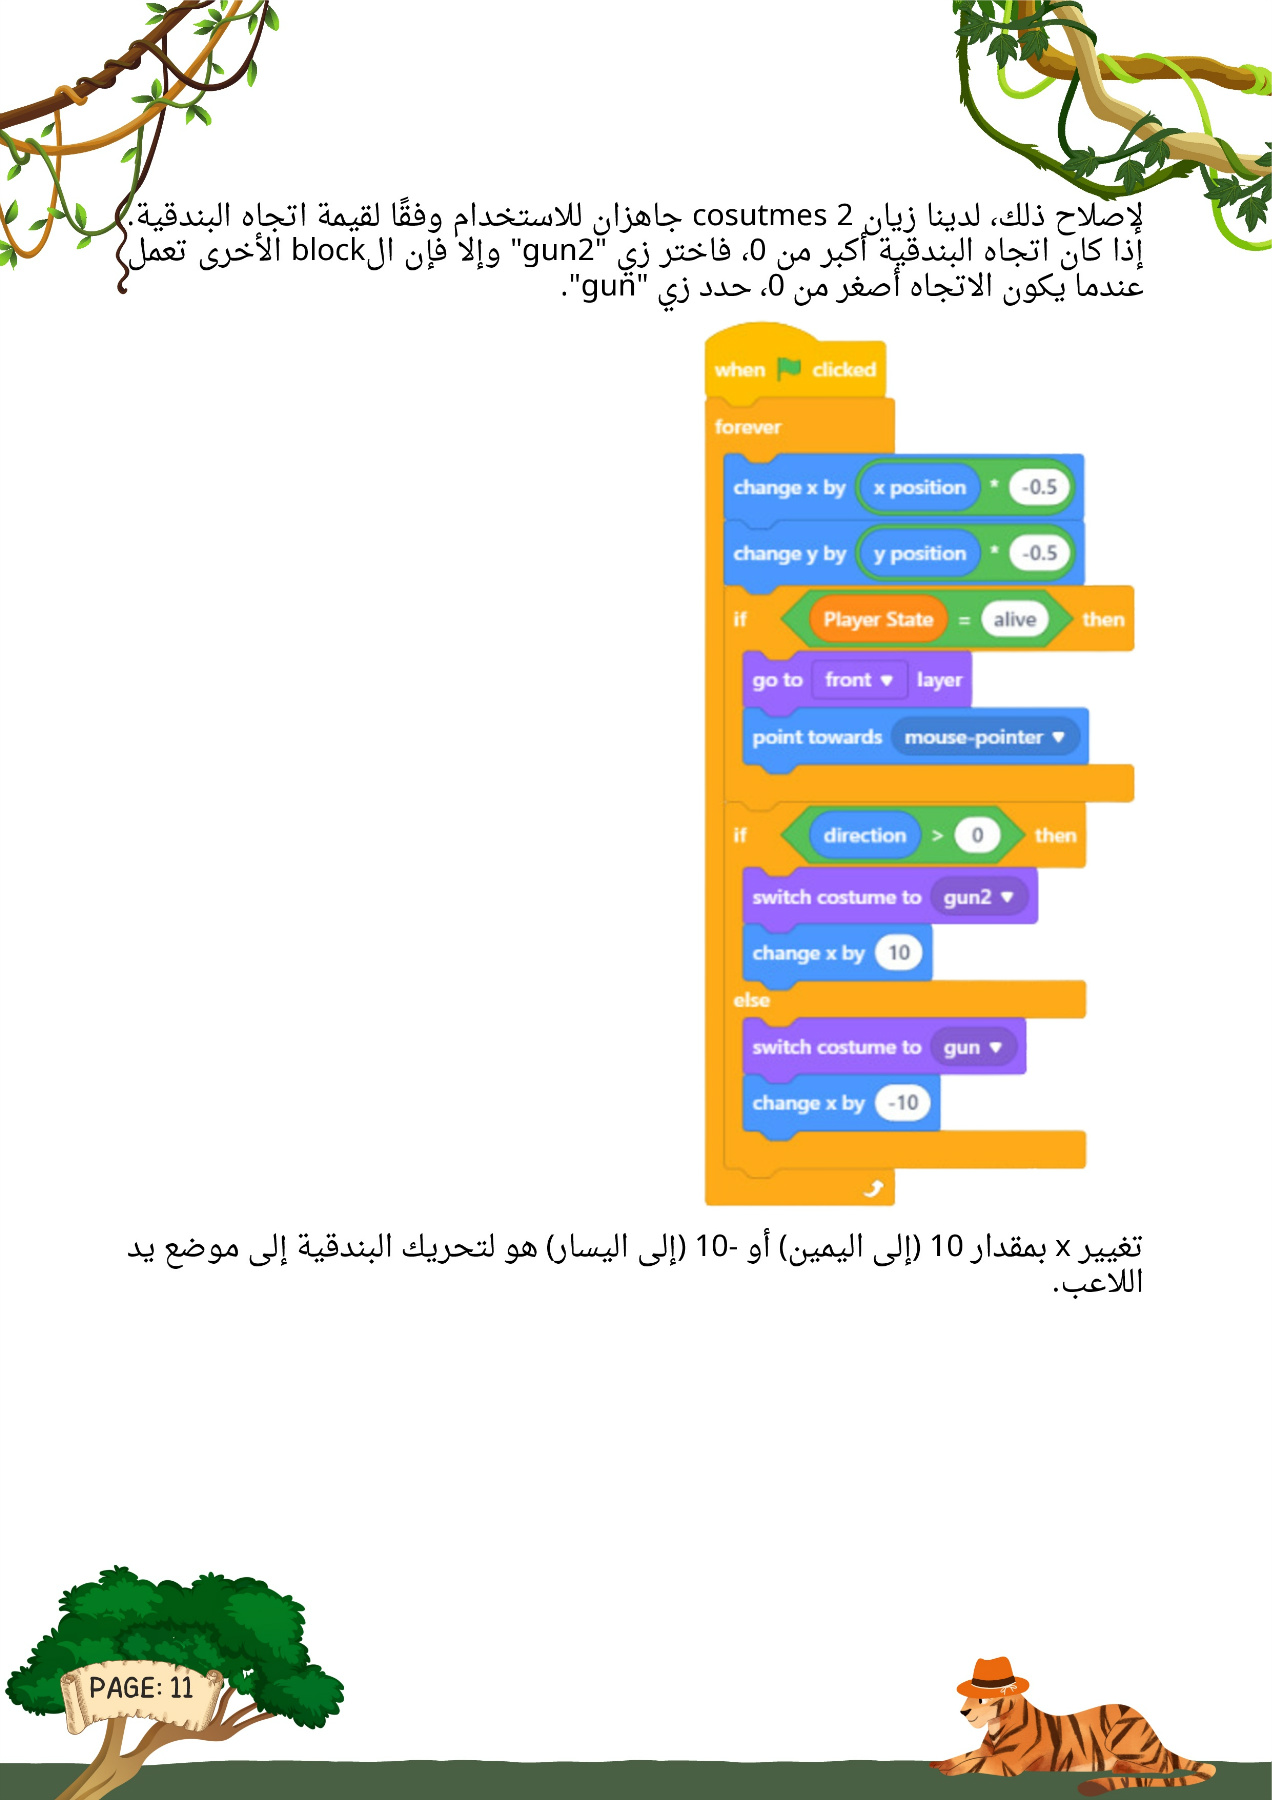 لإصلاح ذلك، لدينا زيان 2 cosutmes جاهزان للاستخدام وفقًا لقيمة اتجاه البندقية.
إذا كان اتجاه البندقية أكبر من 0، فاختر زي "gun2" وإلا فإن الblock الأخرى تعمل
عندما يكون الاتجاه أصغر من 0، حدد زي "gun".
when clicked
forever
change x by x position * -0.5
change y by y position * -0.5
if Player State = alive then
go to front layer
point towards mouse-pointer
if direction > 0 then
switch costume to gun2
change x by 10
else
switch costume to gun
change x by -10
تغيير x بمقدار 10 (إلى اليمين) أو -10 (إلى اليسار) هو لتحريك البندقية إلى موضع يد
اللاعب.
PAGE: 11